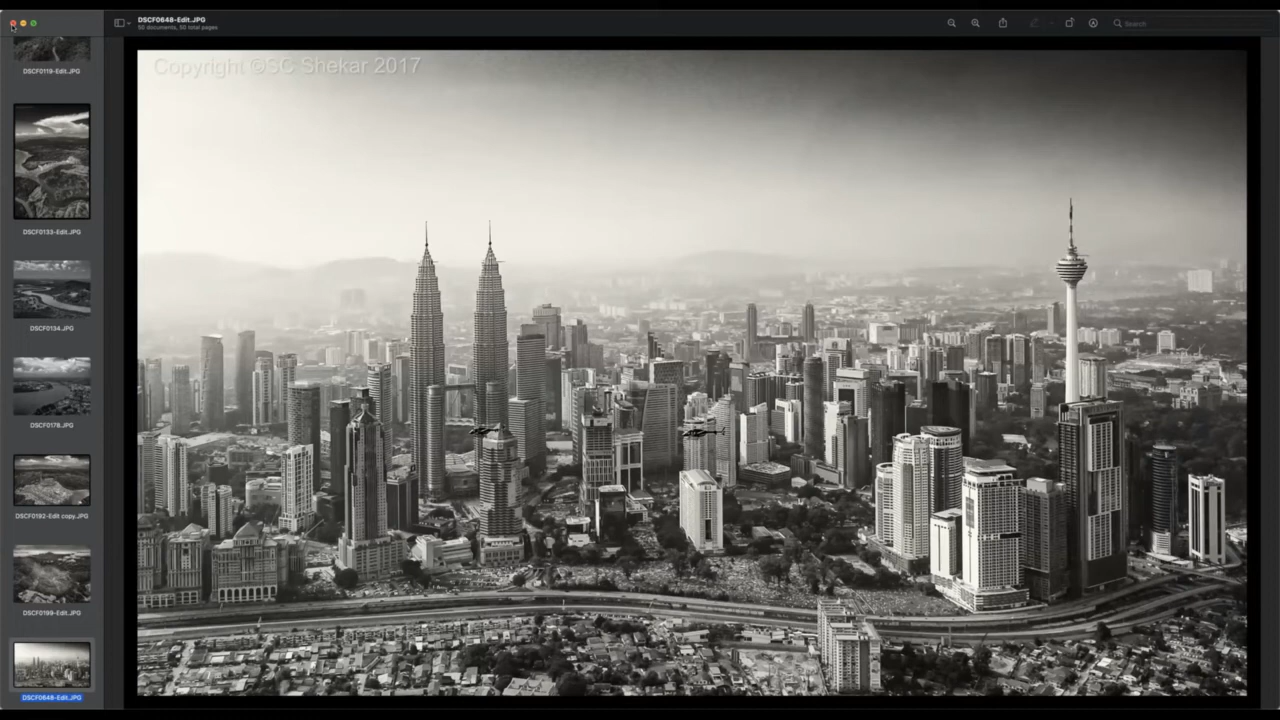 DSCF0648-Edit.JPG
50 documents, 50 total pages
Search
Copyright ©SC Shekar 2017
DSCF0119-Edit.JPG
DSCF0133-Edit.JPG
DSCF0134.JPG
DSCF0178.JPG
DSCF0192-Edit copy.JPG
DSCF0199-Edit.JPG
DSCF0648-Edit.JPG